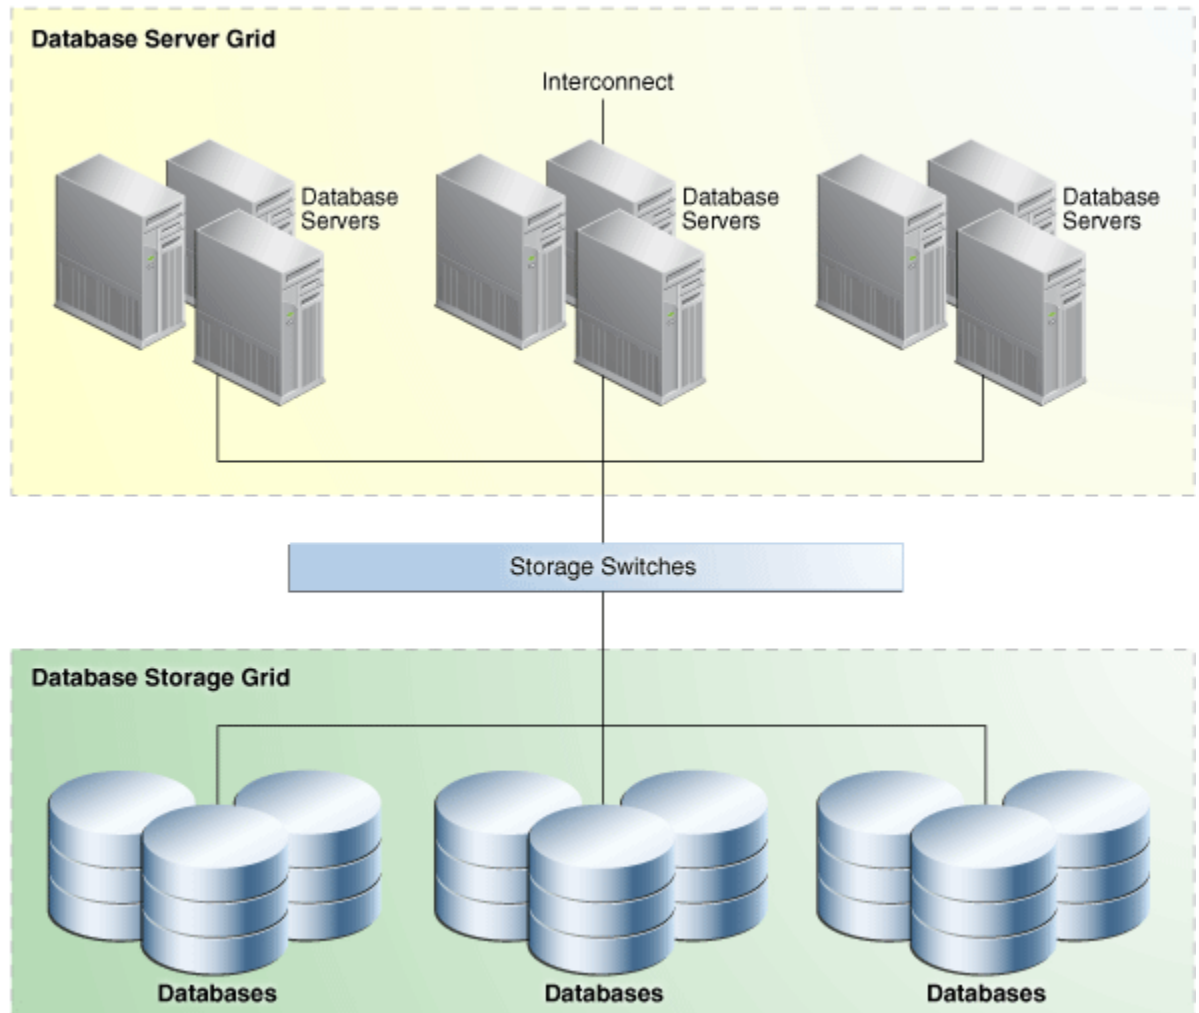 Database Server Grid
Interconnect
Database
Servers
Database
Servers
Database
Servers
Storage Switches
Database Storage Grid
Databases
Databases
Databases